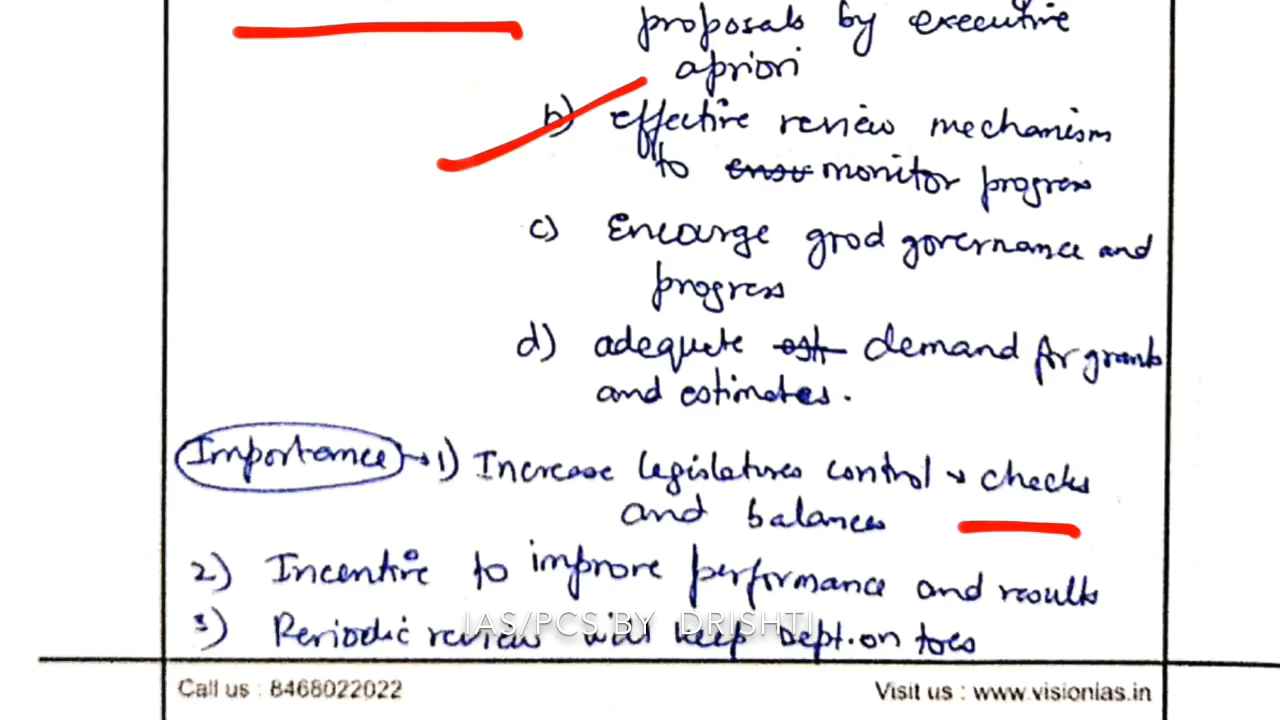 proposals by executive
apriori
b) effective review mechanism
to monitor progress
c) Encourge good governance and
progress
d) adequete demand for grants
and estimates.
Importance → 1) Increase legislatures control → checks
and balances
2) Incentive to improve performance and results
3) Periodic review will keep Dept. on toes
IAS/PCS BY DRISHTI
Call us : 8468022022 Visit us : www.visionias.in